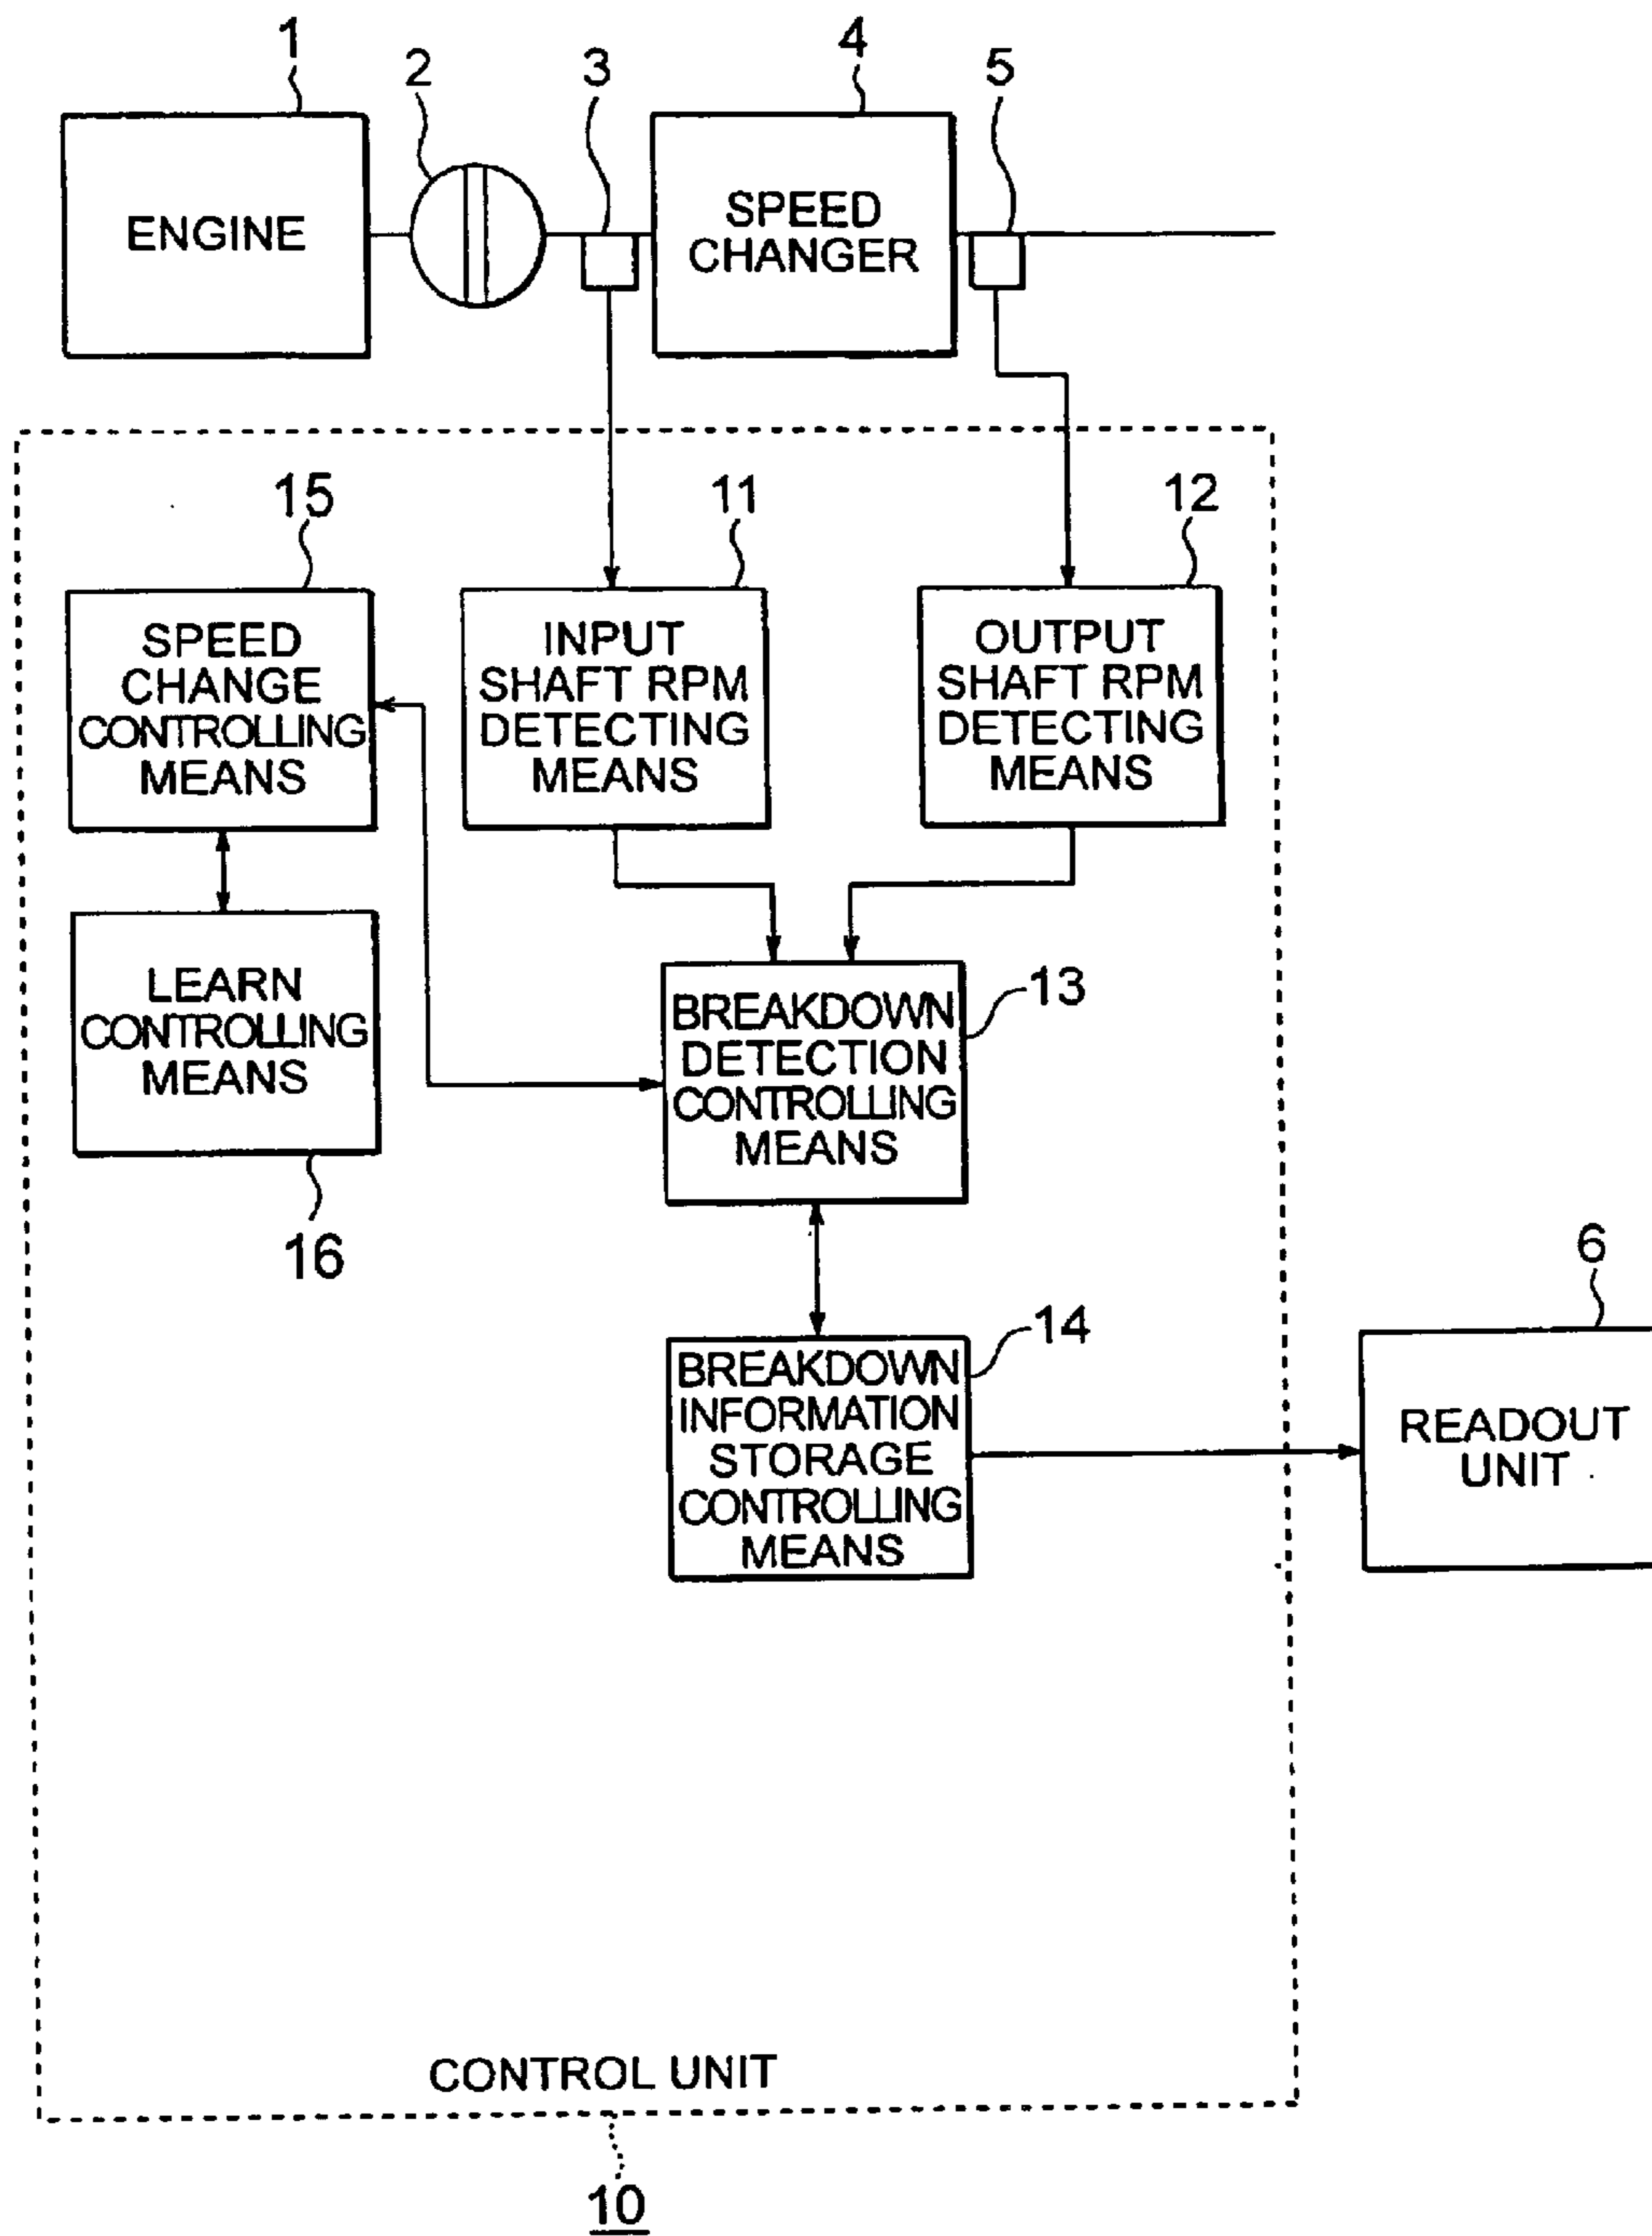 1
2
3
4
5
ENGINE
SPEED
CHANGER
15
11
12
SPEED
CHANGE
CONTROLLING
MEANS
INPUT
SHAFT RPM
DETECTING
MEANS
OUTPUT
SHAFT RPM
DETECTING
MEANS
LEARN
CONTROLLING
MEANS
16
BREAKDOWN
DETECTION
CONTROLLING
MEANS
13
BREAKDOWN
INFORMATION
STORAGE
CONTROLLING
MEANS
14
6
READOUT
UNIT
CONTROL UNIT
10